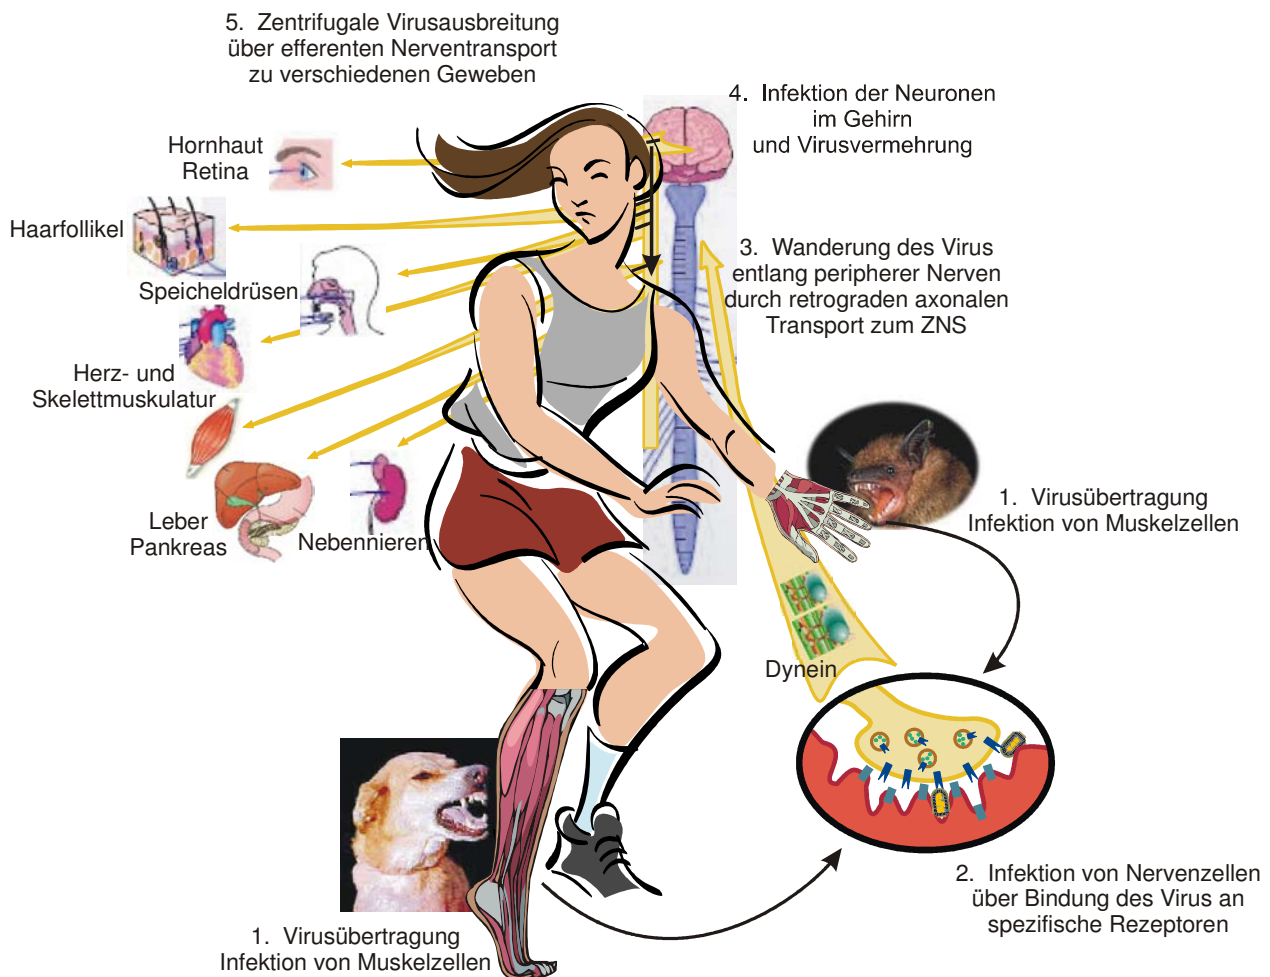 5. Zentrifugale Virusausbreitung
über efferenten Nerventransport
zu verschiedenen Geweben
4. Infektion der Neuronen
im Gehirn
und Virusvermehrung
Hornhaut
Retina
Haarfollikel
Speicheldrüsen
3. Wanderung des Virus
entlang peripherer Nerven
durch retrograden axonalen
Transport zum ZNS
Herz- und
Skelettmuskulatur
Leber
Pankreas
Nebennieren
1. Virusübertragung
Infektion von Muskelzellen
Dynein
2. Infektion von Nervenzellen
über Bindung des Virus an
spezifische Rezeptoren
1. Virusübertragung
Infektion von Muskelzellen